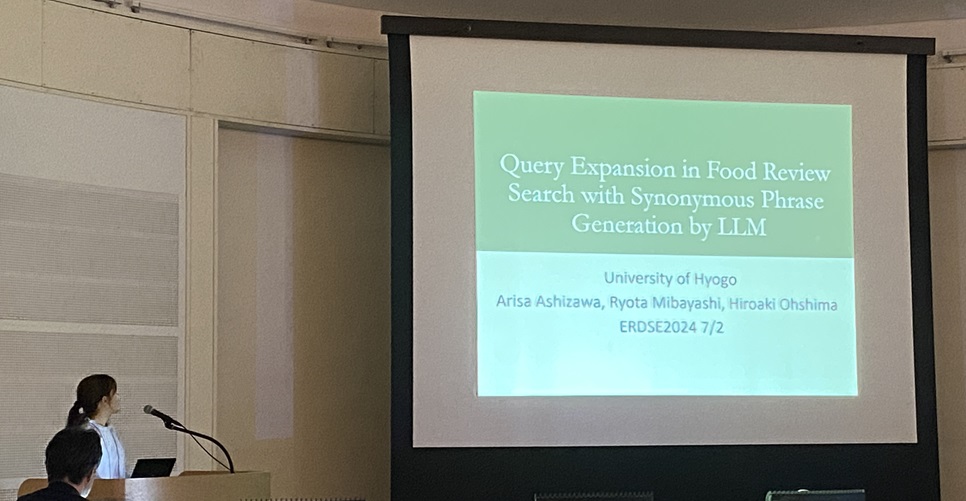 Query Expansion in Food Review
Search with Synonymous Phrase
Generation by LLM
University of Hyogo
Arisa Ashizawa, Ryota Mibayashi, Hiroaki Ohshima
ERDSE2024 7/2